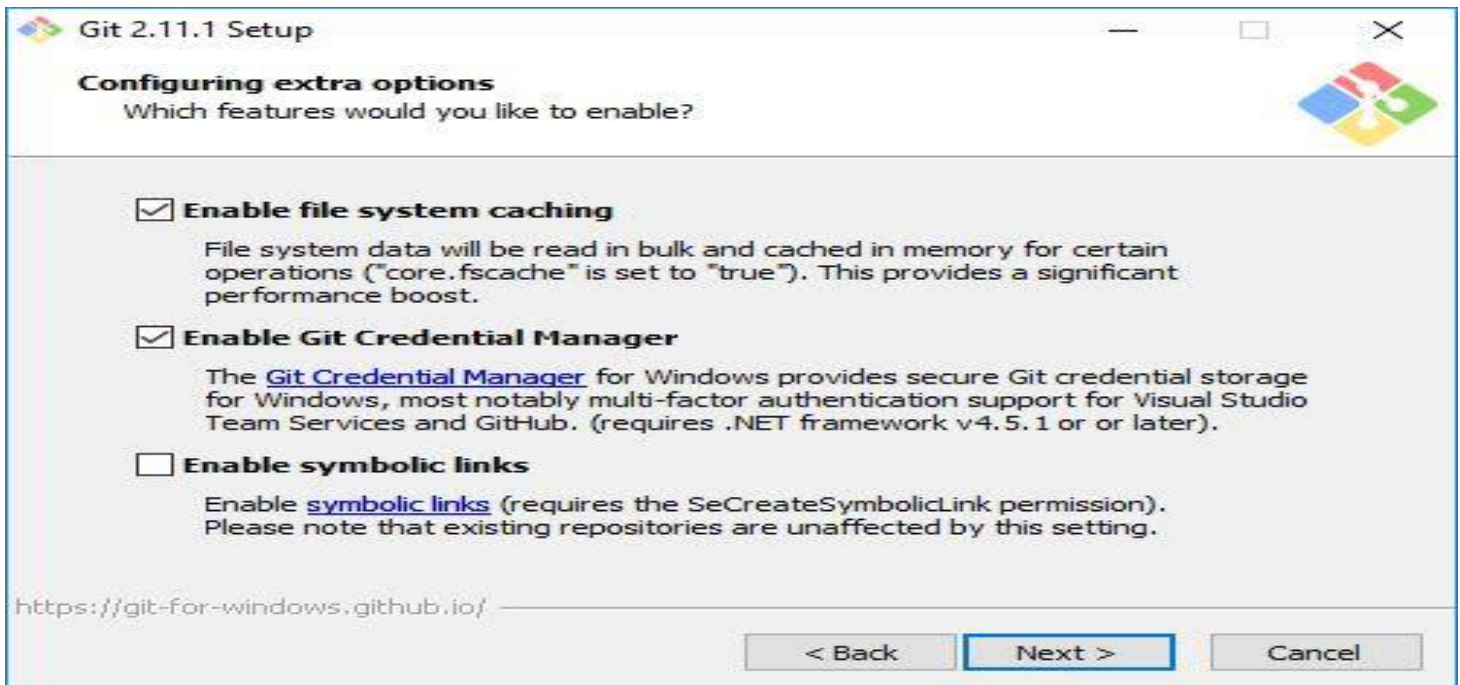 Git 2.11.1 Setup
Configuring extra options
Which features would you like to enable?
Enable file system caching
File system data will be read in bulk and cached in memory for certain
operations ("core.fscache" is set to "true"). This provides a significant
performance boost.
Enable Git Credential Manager
The Git Credential Manager for Windows provides secure Git credential storage
for Windows, most notably multi-factor authentication support for Visual Studio
Team Services and GitHub. (requires .NET framework v4.5.1 or or later).
Enable symbolic links
Enable symbolic links (requires the SeCreateSymbolicLink permission).
Please note that existing repositories are unaffected by this setting.
https://git-for-windows.github.io/
< Back Next > Cancel